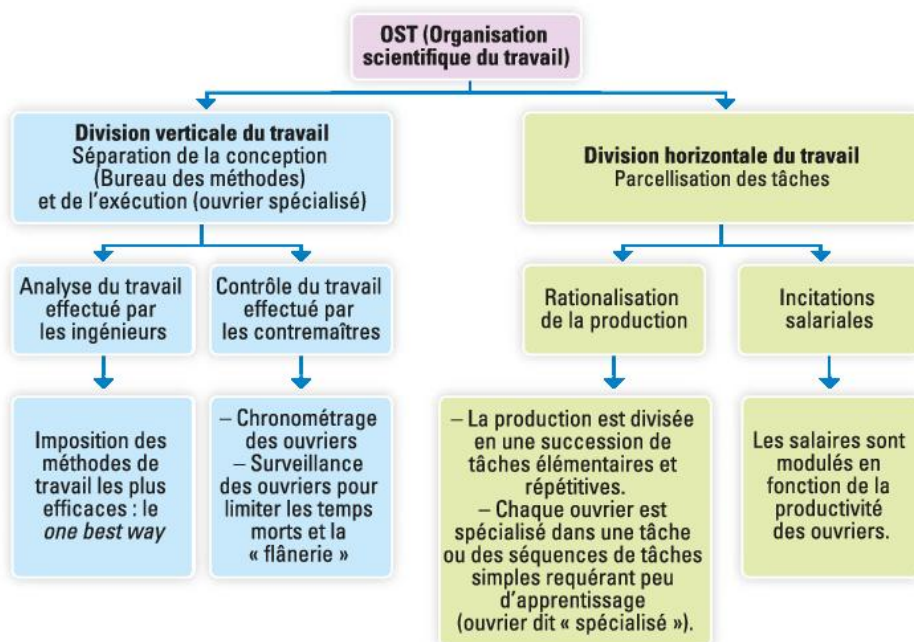 OST (Organisation
scientifique du travail)
Division verticale du travail
Séparation de la conception
(Bureau des méthodes)
et de l'exécution (ouvrier spécialisé)
Division horizontale du travail
Parcellisation des tâches
Analyse du travail
effectué par
les ingénieurs
Contrôle du travail
effectué par
les contremaîtres
Rationalisation
de la production
Incitations
salariales
Imposition des
méthodes de
travail les plus
efficaces : le
one best way
– Chronométrage
des ouvriers
– Surveillance
des ouvriers pour
limiter les temps
morts et la
« flânerie »
– La production est divisée
en une succession de
tâches élémentaires et
répétitives.
– Chaque ouvrier est
spécialisé dans une tâche
ou des séquences de tâches
simples requérant peu
d'apprentissage
(ouvrier dit « spécialisé »).
Les salaires sont
modulés en
fonction de la
productivité
des ouvriers.